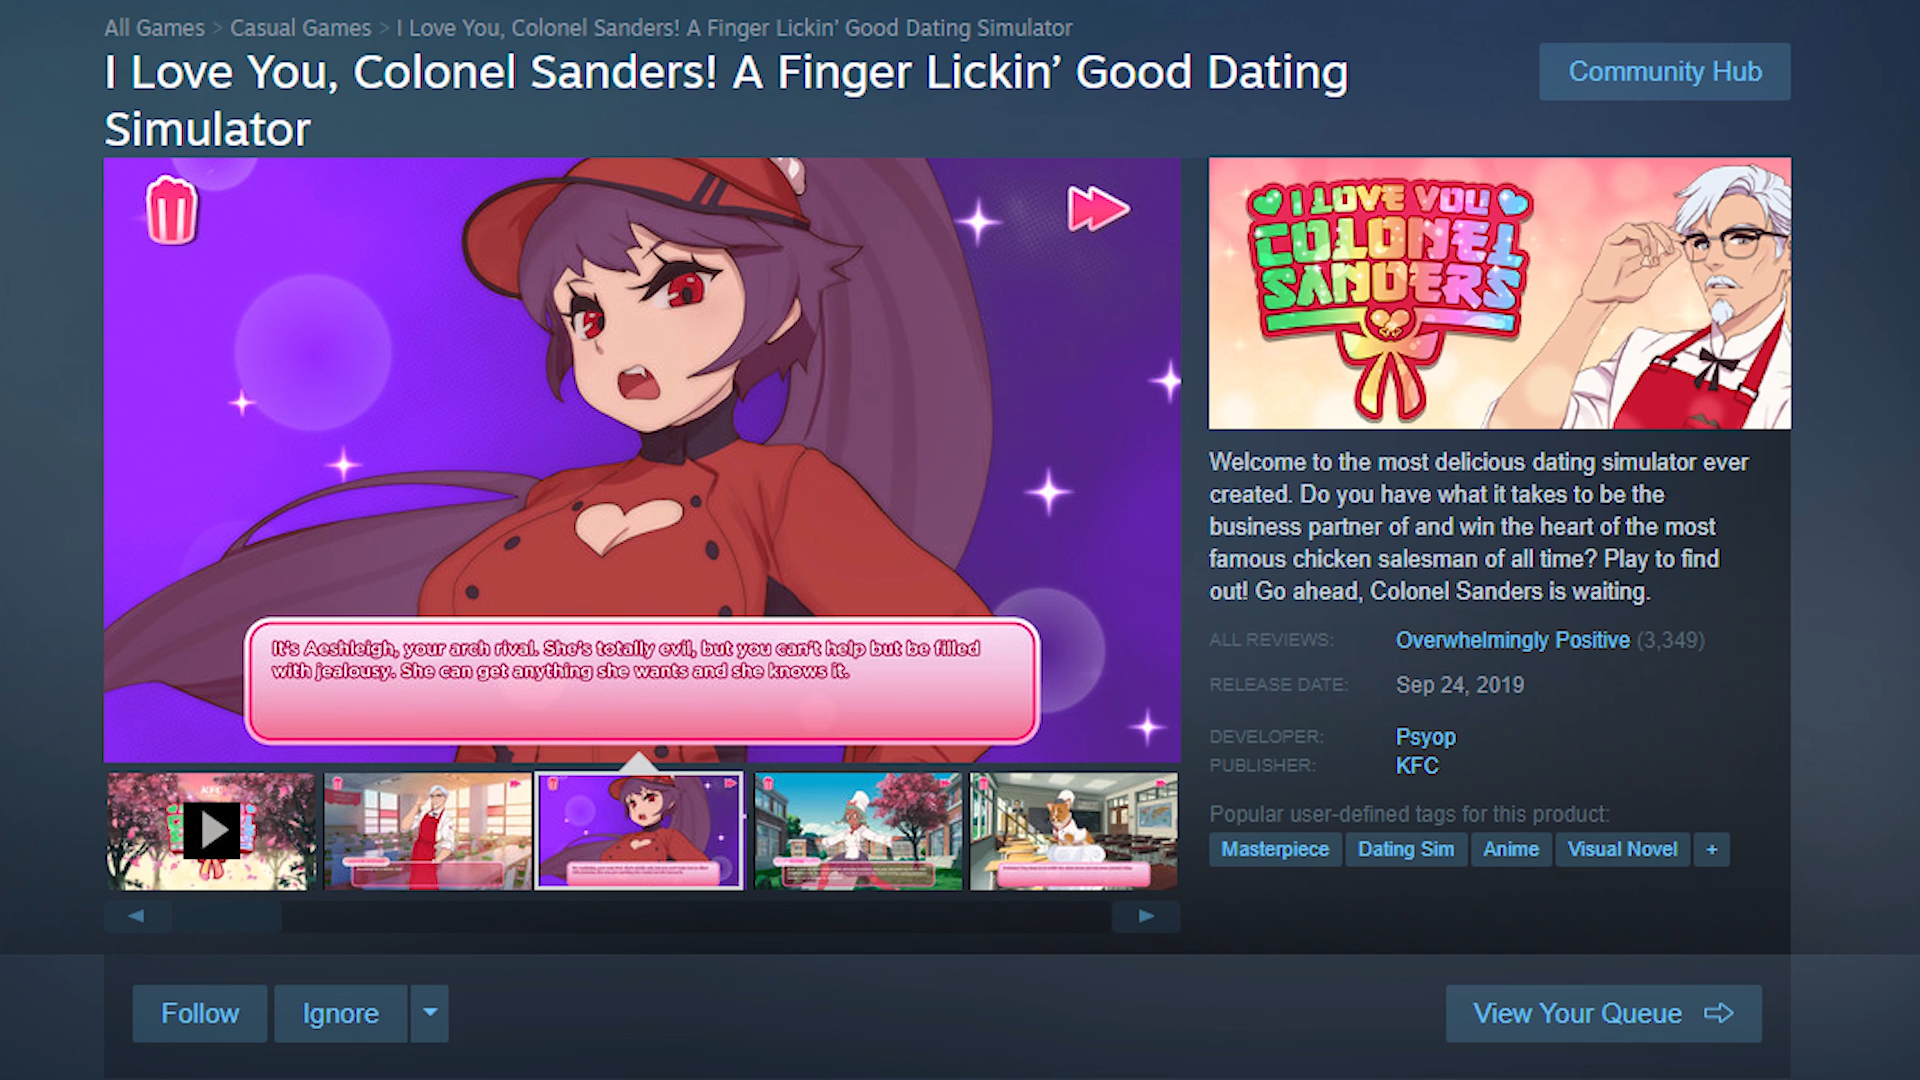 All Games > Casual Games > I Love You, Colonel Sanders! A Finger Lickin’ Good Dating Simulator
I Love You, Colonel Sanders! A Finger Lickin’ Good Dating
Simulator
Community Hub
It's Aeshleigh, your arch rival. She's totally evil, but you can't help but be filled
with jealousy. She can get anything she wants and she knows it.
I LOVE YOU
COLONEL
SANDERS
Welcome to the most delicious dating simulator ever
created. Do you have what it takes to be the
business partner of and win the heart of the most
famous chicken salesman of all time? Play to find
out! Go ahead, Colonel Sanders is waiting.
ALL REVIEWS: Overwhelmingly Positive (3,349)
RELEASE DATE: Sep 24, 2019
DEVELOPER: Psyop
PUBLISHER: KFC
Popular user-defined tags for this product:
Masterpiece Dating Sim Anime Visual Novel +
KFC
Follow Ignore
View Your Queue